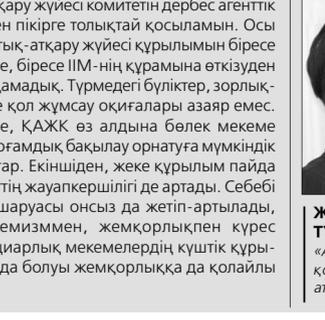 қару жүйесі комитетін дербес агенттік
ен пікірге толықтай қосыламын. Осы
тық-атқару жүйесі құрылымын біресе
е, біресе ІІМ-нің құрамына өткізуден
амадық. Түрмедегі бүліктер, зорлық-
е қол жұмсау оқиғалары азаяр емес.
е, ҚАЖК өз алдына бөлек мекеме
оғамдық бақылау орнатуға мүмкіндік
ар. Екіншіден, жеке құрылым пайда
тің жауапкершілігі де артады. Себебі
шаруасы онсыз да жетіп-артылады,
емизммен, жемқорлықпен күрес
диарлық мекемелердің күштік құры-
да болуы жемқорлыққа да қолайлы